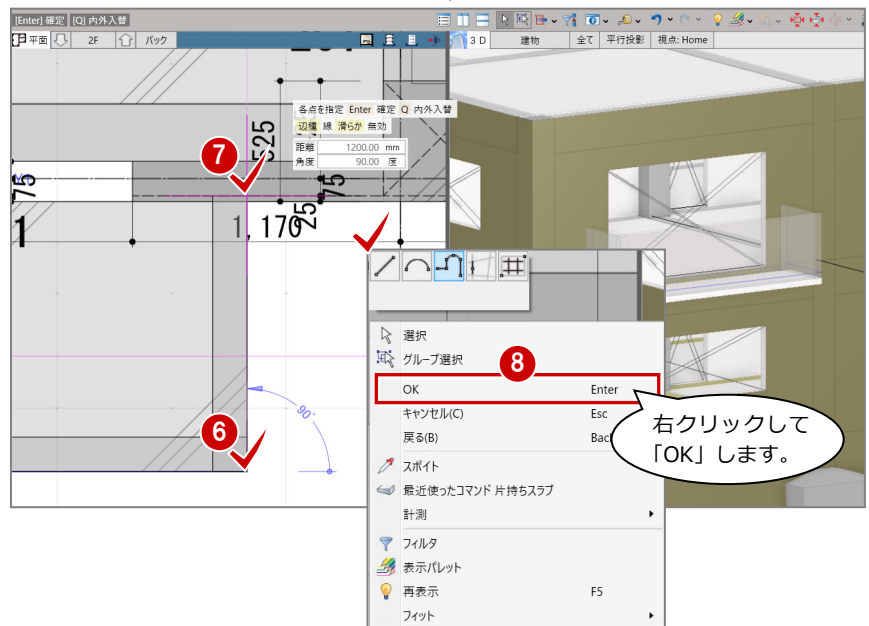 [Enter] 確定 [Q] 内外入替
平面 2F バック
3 D 建物 全て 平行投影 視点: Home
各点を指定 Enter 確定 Q 内外入替
辺種 線 滑らか 無効
距離 1200.00 mm
角度 90.00 度
7
525
75
75
1
1,170
25
90°
6
選択
グループ選択
8
OK Enter
キャンセル(C) Esc
戻る(B)
右クリックして
「OK」します。
スポイト
最近使ったコマンド 片持ちスラブ
計測
フィルタ
表示パレット
再表示 F5
フィット